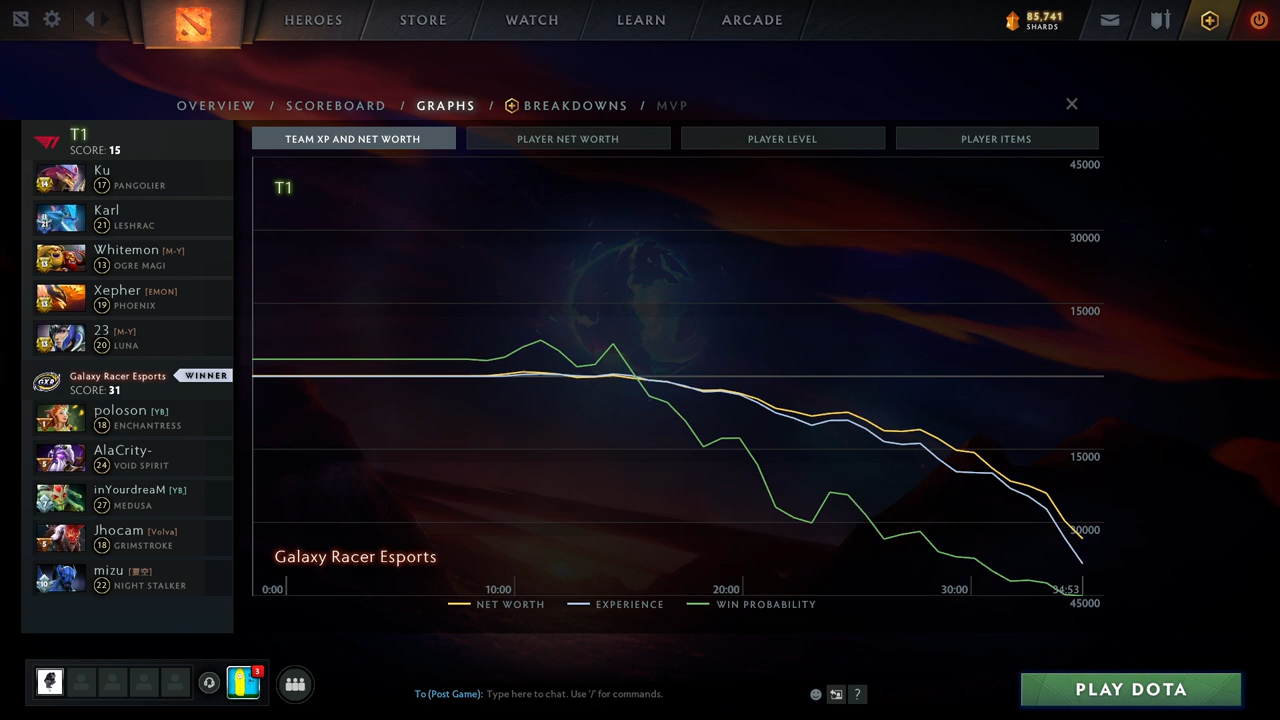 HEROES
STORE
WATCH
LEARN
ARCADE
85,741
SHARDS
OVERVIEW / SCOREBOARD / GRAPHS / BREAKDOWNS / MVP
TEAM XP AND NET WORTH
PLAYER NET WORTH
PLAYER LEVEL
PLAYER ITEMS
T1
SCORE: 15
Ku
17 PANGOLIER
Karl
21 LESHRAC
Whitemon [M-Y]
13 OGRE MAGI
Xepher [EMON]
19 PHOENIX
23 [M-Y]
20 LUNA
Galaxy Racer Esports
WINNER
SCORE: 31
poloson [YB]
18 ENCHANTRESS
AlaCrity-
24 VOID SPIRIT
inYourdreaM [YB]
27 MEDUSA
Jhocam [Volva]
18 GRIMSTROKE
mizu [夏空]
22 NIGHT STALKER
T1
45000
30000
15000
15000
30000
45000
Galaxy Racer Esports
0:00
10:00
20:00
30:00
34:53
NET WORTH
EXPERIENCE
WIN PROBABILITY
3
To (Post Game): Type here to chat. Use '/' for commands.
?
PLAY DOTA